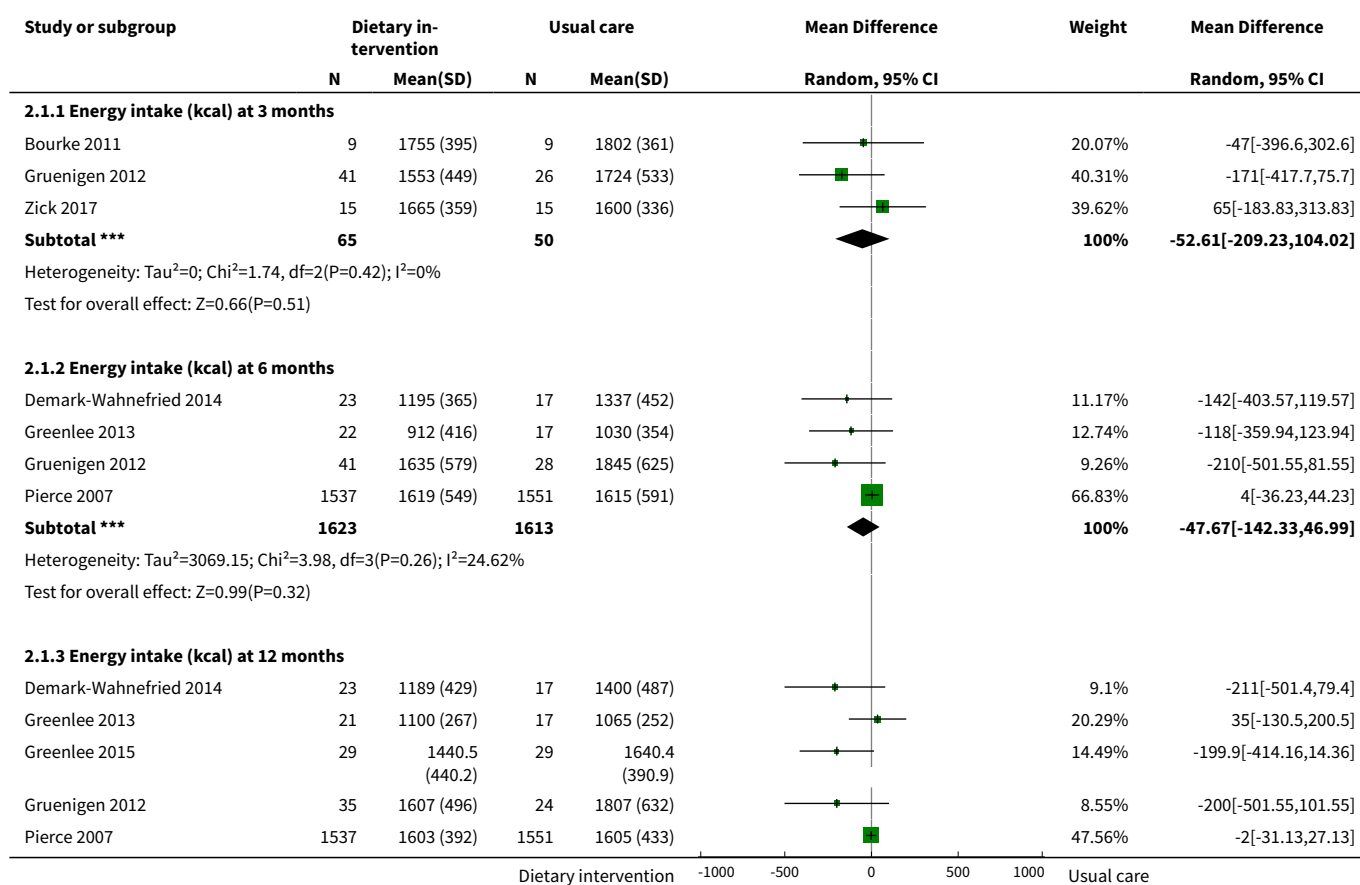 Study or subgroup Dietary in- Usual care Mean Difference Weight Mean Difference
tervention
N Mean(SD) N Mean(SD) Random, 95% CI Random, 95% CI
2.1.1 Energy intake (kcal) at 3 months
Bourke 2011 9 1755 (395) 9 1802 (361) 20.07% -47[-396.6,302.6]
Gruenigen 2012 41 1553 (449) 26 1724 (533) 40.31% -171[-417.7,75.7]
Zick 2017 15 1665 (359) 15 1600 (336) 39.62% 65[-183.83,313.83]
Subtotal *** 65 50 100% -52.61[-209.23,104.02]
Heterogeneity: Tau²=0; Chi²=1.74, df=2(P=0.42); I²=0%
Test for overall effect: Z=0.66(P=0.51)
2.1.2 Energy intake (kcal) at 6 months
Demark-Wahnefried 2014 23 1195 (365) 17 1337 (452) 11.17% -142[-403.57,119.57]
Greenlee 2013 22 912 (416) 17 1030 (354) 12.74% -118[-359.94,123.94]
Gruenigen 2012 41 1635 (579) 28 1845 (625) 9.26% -210[-501.55,81.55]
Pierce 2007 1537 1619 (549) 1551 1615 (591) 66.83% 4[-36.23,44.23]
Subtotal *** 1623 1613 100% -47.67[-142.33,46.99]
Heterogeneity: Tau²=3069.15; Chi²=3.98, df=3(P=0.26); I²=24.62%
Test for overall effect: Z=0.99(P=0.32)
2.1.3 Energy intake (kcal) at 12 months
Demark-Wahnefried 2014 23 1189 (429) 17 1400 (487) 9.1% -211[-501.4,79.4]
Greenlee 2013 21 1100 (267) 17 1065 (252) 20.29% 35[-130.5,200.5]
Greenlee 2015 29 1440.5 29 1640.4 14.49% -199.9[-414.16,14.36]
(440.2) (390.9)
Gruenigen 2012 35 1607 (496) 24 1807 (632) 8.55% -200[-501.55,101.55]
Pierce 2007 1537 1603 (392) 1551 1605 (433) 47.56% -2[-31.13,27.13]
Dietary intervention -1000 -500 0 500 1000 Usual care